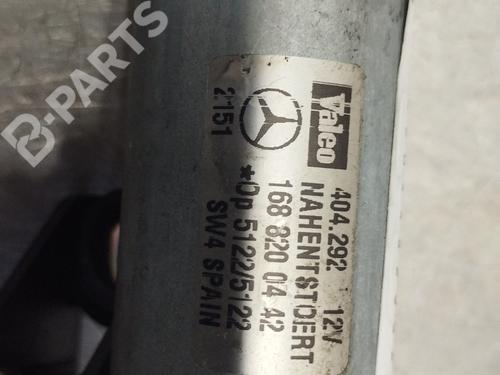 B-PARTS
Valeo
2151
404.292 12V
NAHENTSTOERT
168 820 04 42
*Op 5122/5122
SW4 SPAIN